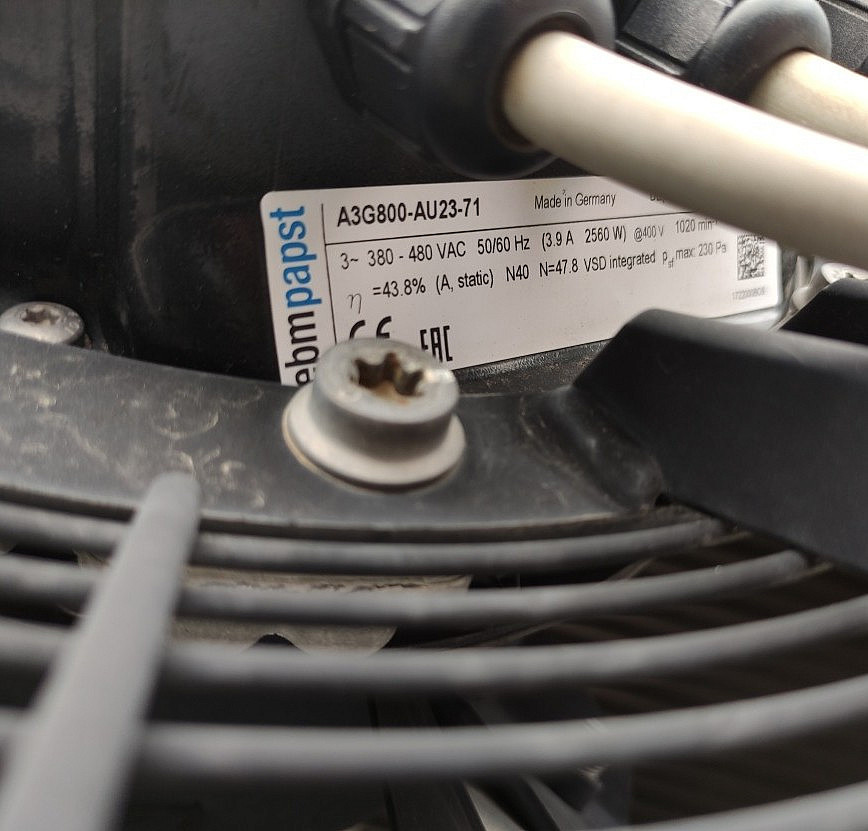 ebmpapst
A3G800-AU23-71 Made in Germany
3~ 380 - 480 VAC 50/60 Hz (3.9 A 2560 W) @400 V 1020 min
η =43.8% (A, static) N40 N=47.8 VSD integrated psf max: 230 Pa
CE EAC